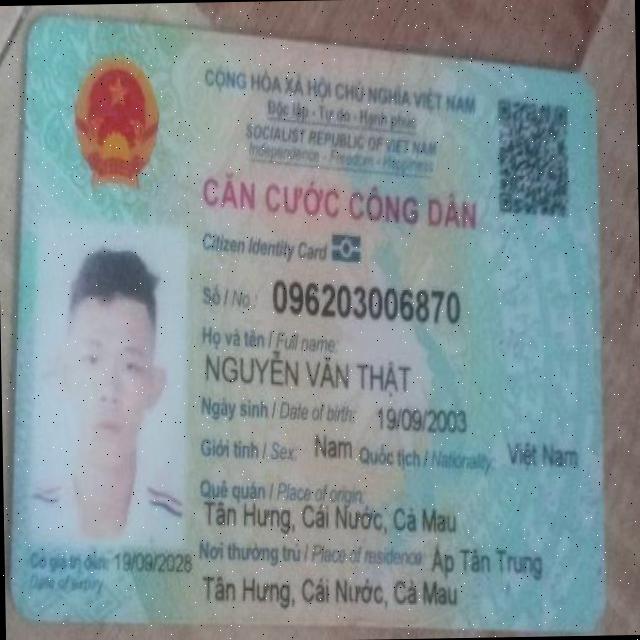 CỘNG HÒA XÃ HỘI CHỦ NGHĨA VIỆT NAM
Độc lập - Tự do - Hạnh phúc
SOCIALIST REPUBLIC OF VIET NAM
Independence - Freedom - Happiness
CĂN CƯỚC CÔNG DÂN
Citizen Identity Card
Số / No.: 096203006870
Họ và tên / Full name:
NGUYỄN VĂN THẬT
Ngày sinh / Date of birth: 19/09/2003
Giới tính / Sex: Nam Quốc tịch / Nationality: Việt Nam
Quê quán / Place of origin:
Tân Hưng, Cái Nước, Cà Mau
Nơi thường trú / Place of residence: Ấp Tân Trung
Tân Hưng, Cái Nước, Cà Mau
Có giá trị đến: 19/09/2028
Date of expiry